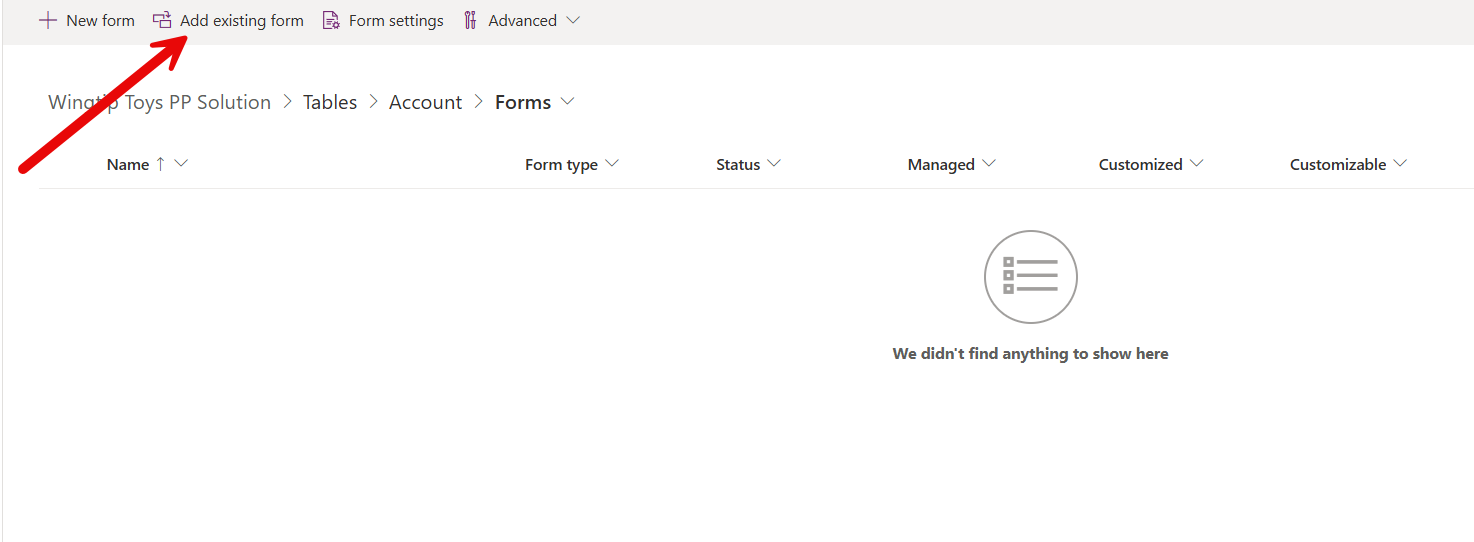 New form Add existing form Form settings Advanced
Wingtip Toys PP Solution > Tables > Account > Forms
Name ↑ Form type Status Managed Customized Customizable
We didn't find anything to show here